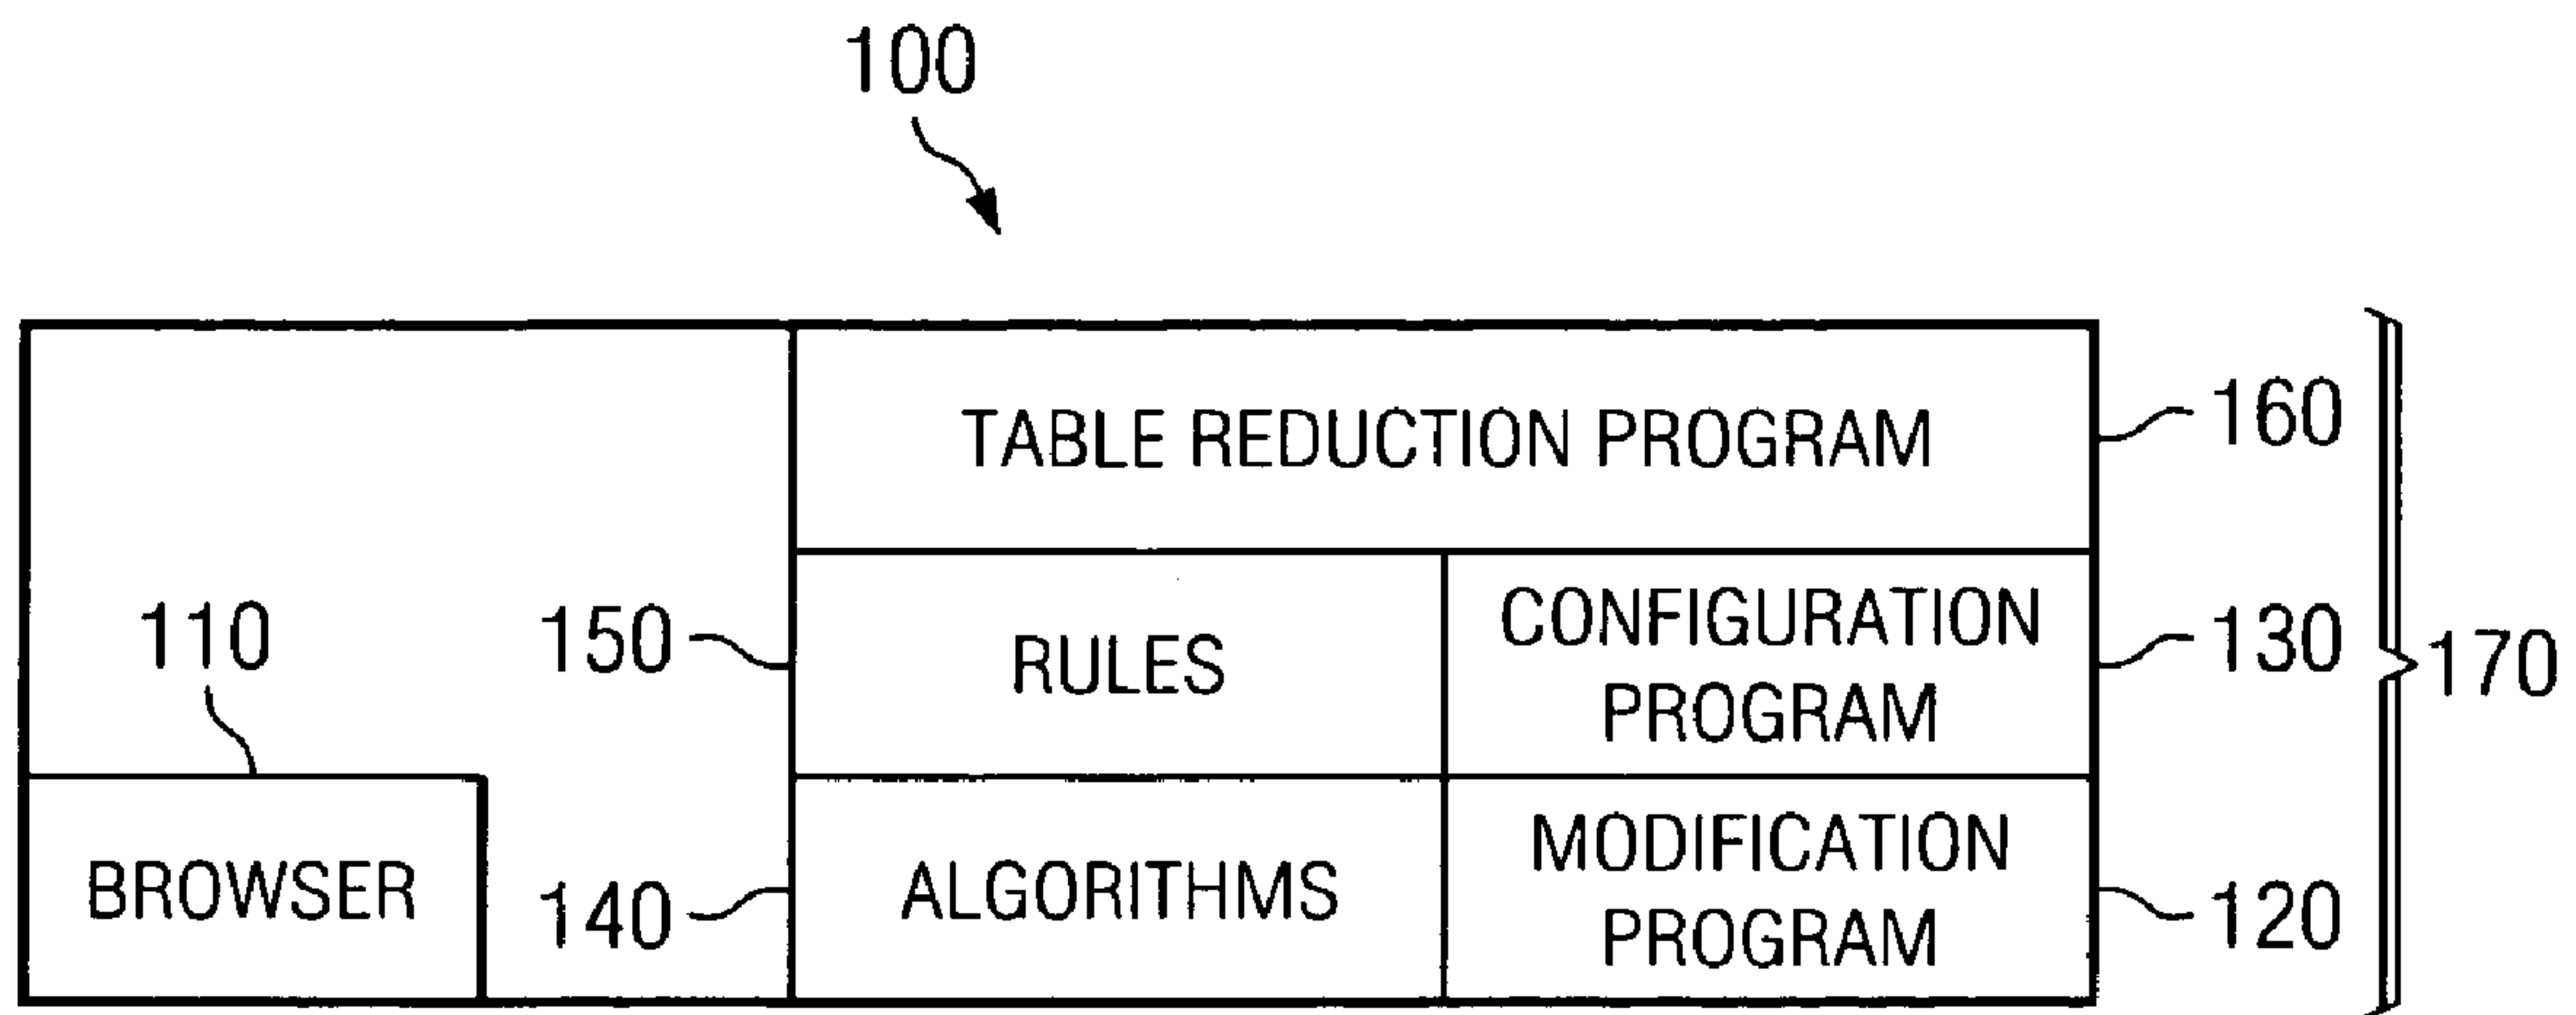 100
TABLE REDUCTION PROGRAM
160
110
150
RULES
CONFIGURATION
PROGRAM
130
170
BROWSER
140
ALGORITHMS
MODIFICATION
PROGRAM
120